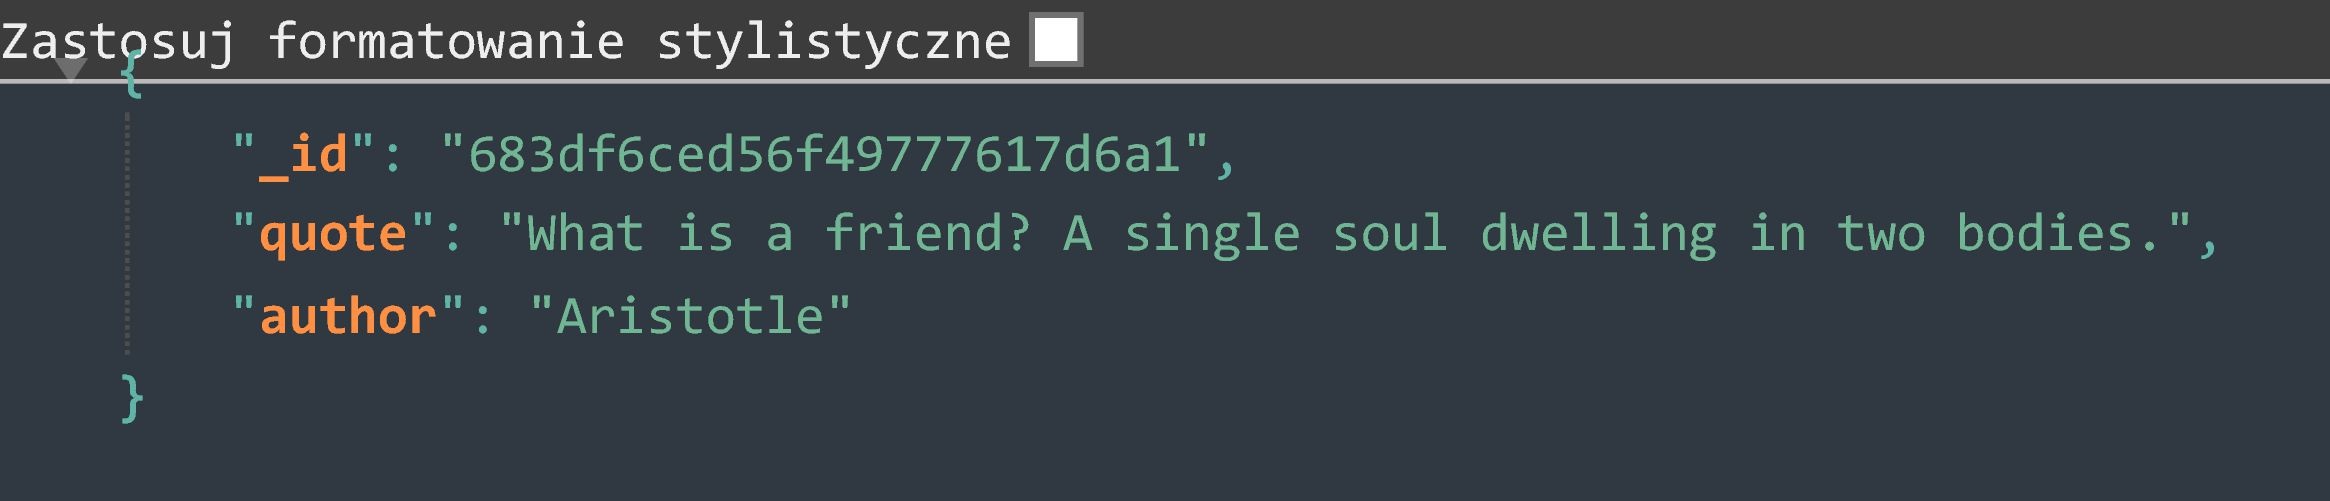 Zastosuj formatowanie stylistyczne
{
"_id": "683df6ced56f49777617d6a1",
"quote": "What is a friend? A single soul dwelling in two bodies.",
"author": "Aristotle"
}